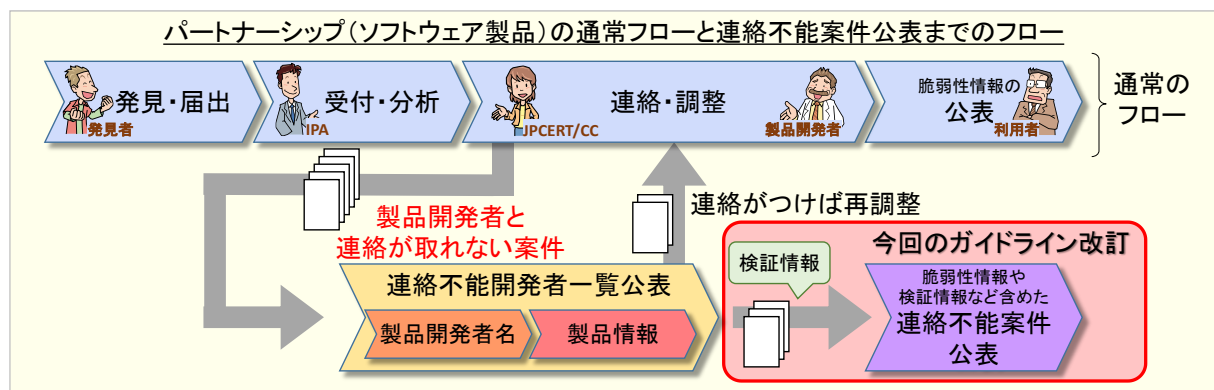 パートナーシップ（ソフトウェア製品）の通常フローと連絡不能案件公表までのフロー
発見・届出
発見者
受付・分析
IPA
連絡・調整
JPCERT/CC
製品開発者
脆弱性情報の
公表
利用者
通常の
フロー
製品開発者と
連絡が取れない案件
連絡がつけば再調整
連絡不能開発者一覧公表
製品開発者名
製品情報
今回のガイドライン改訂
検証情報
脆弱性情報や
検証情報など含めた
連絡不能案件
公表